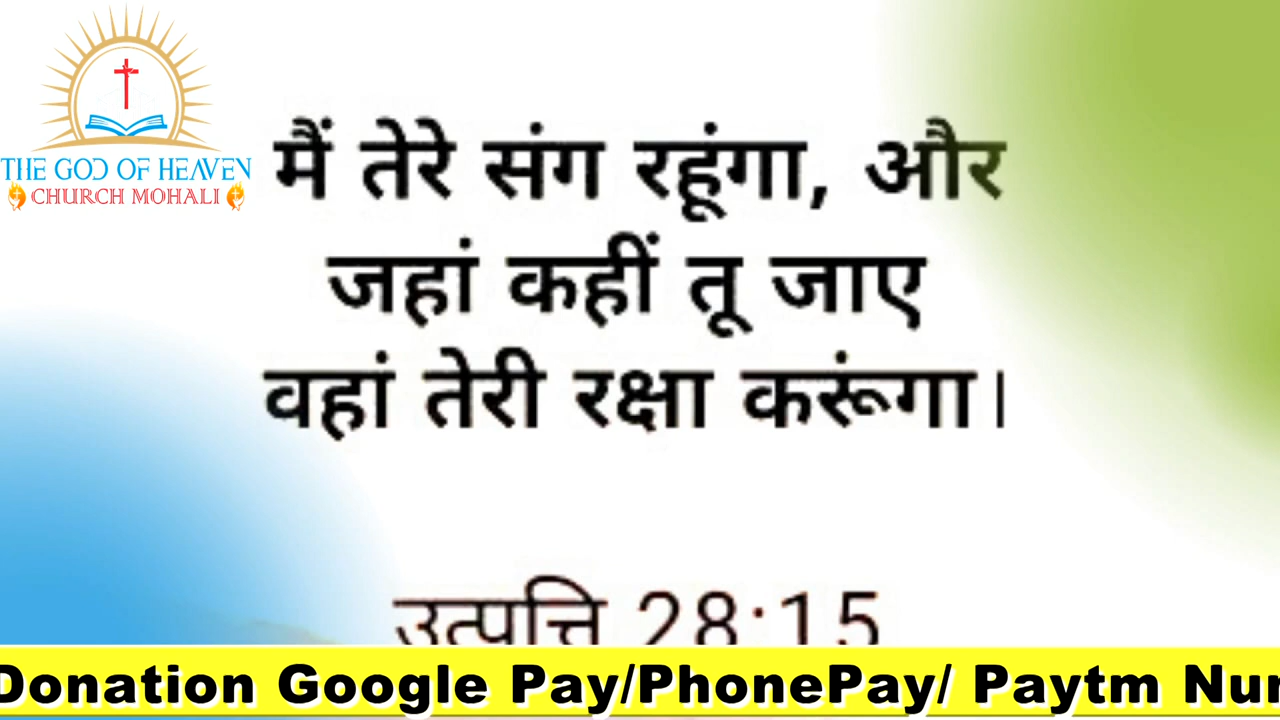 THE GOD OF HEAVEN
CHURCH MOHALI
मैं तेरे संग रहूंगा, और
जहां कहीं तू जाए
वहां तेरी रक्षा करूंगा।
उत्पत्ति 28:15
Donation Google Pay/PhonePay/ Paytm